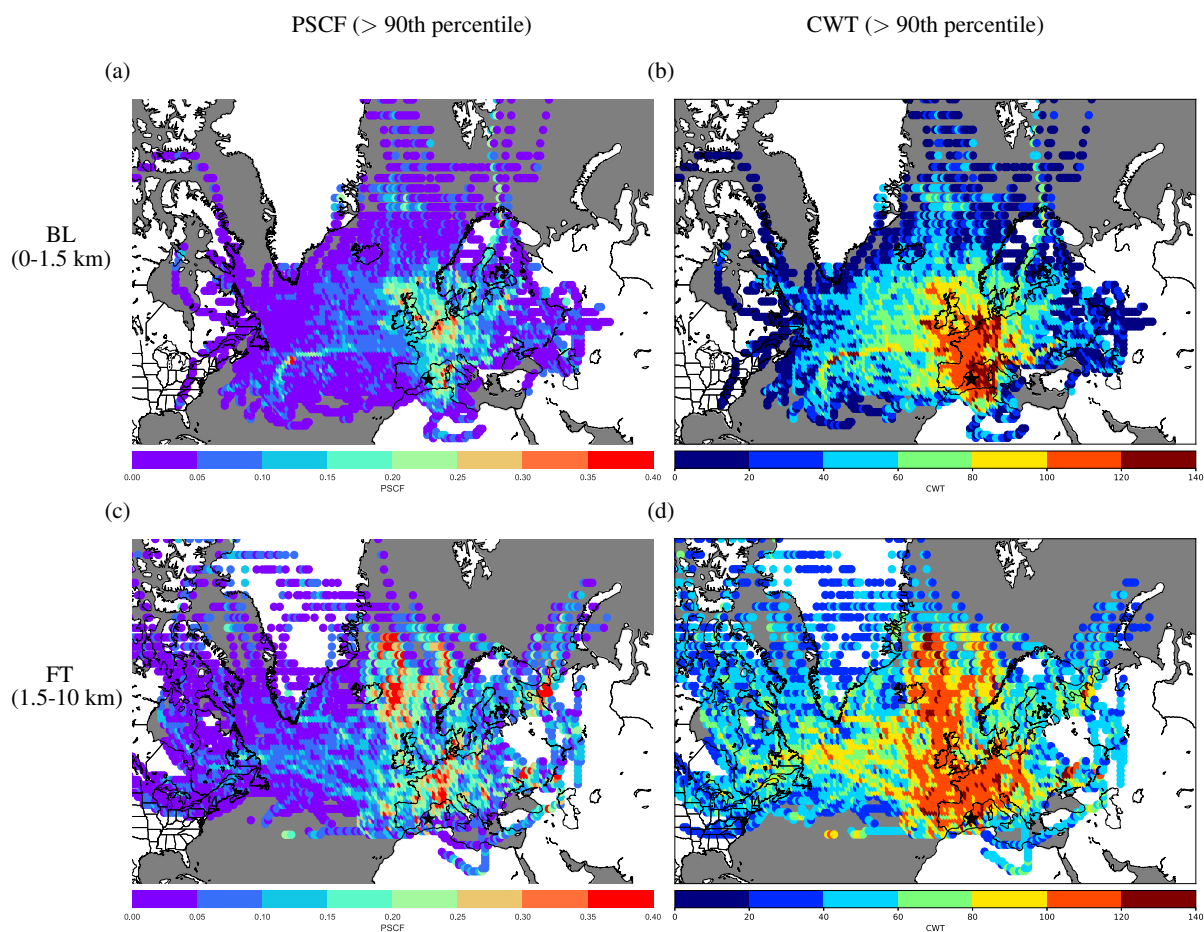 PSCF (> 90th percentile)
CWT (> 90th percentile)
(a)
(b)
BL
(0-1.5 km)
0.00 0.05 0.10 0.15 0.20 0.25 0.30 0.35 0.40
PSCF
0 20 40 60 80 100 120 140
CWT
(c)
(d)
FT
(1.5-10 km)
0.00 0.05 0.10 0.15 0.20 0.25 0.30 0.35 0.40
PSCF
0 20 40 60 80 100 120 140
CWT